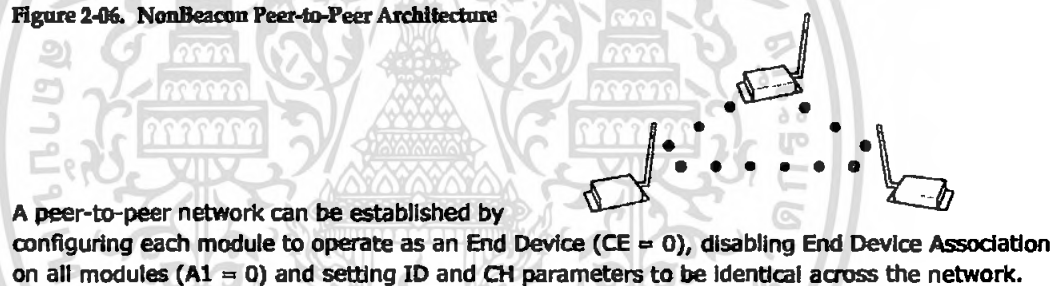 Figure 2-06. NonBeacon Peer-to-Peer Architecture
A peer-to-peer network can be established by
configuring each module to operate as an End Device (CE = 0), disabling End Device Association
on all modules (A1 = 0) and setting ID and CH parameters to be identical across the network.